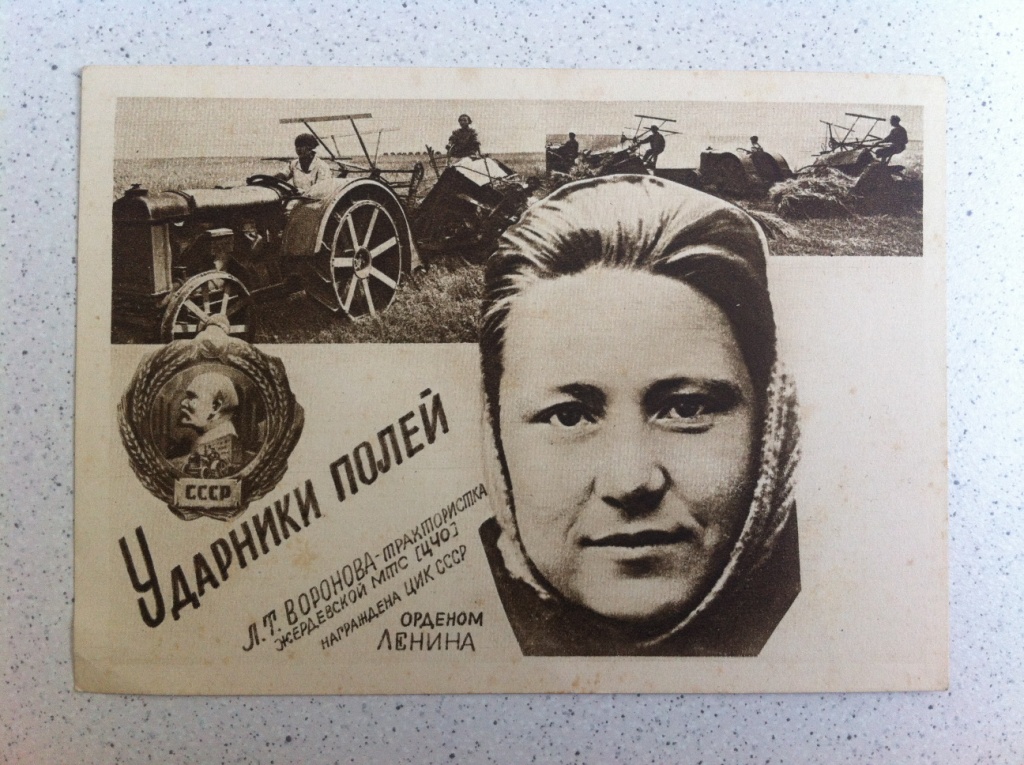 СССР
Ударники полей
Л.Т. Воронова-трактористка
Жердевской МТС [ЦЧО]
награждена ЦИК СССР
орденом
Ленина